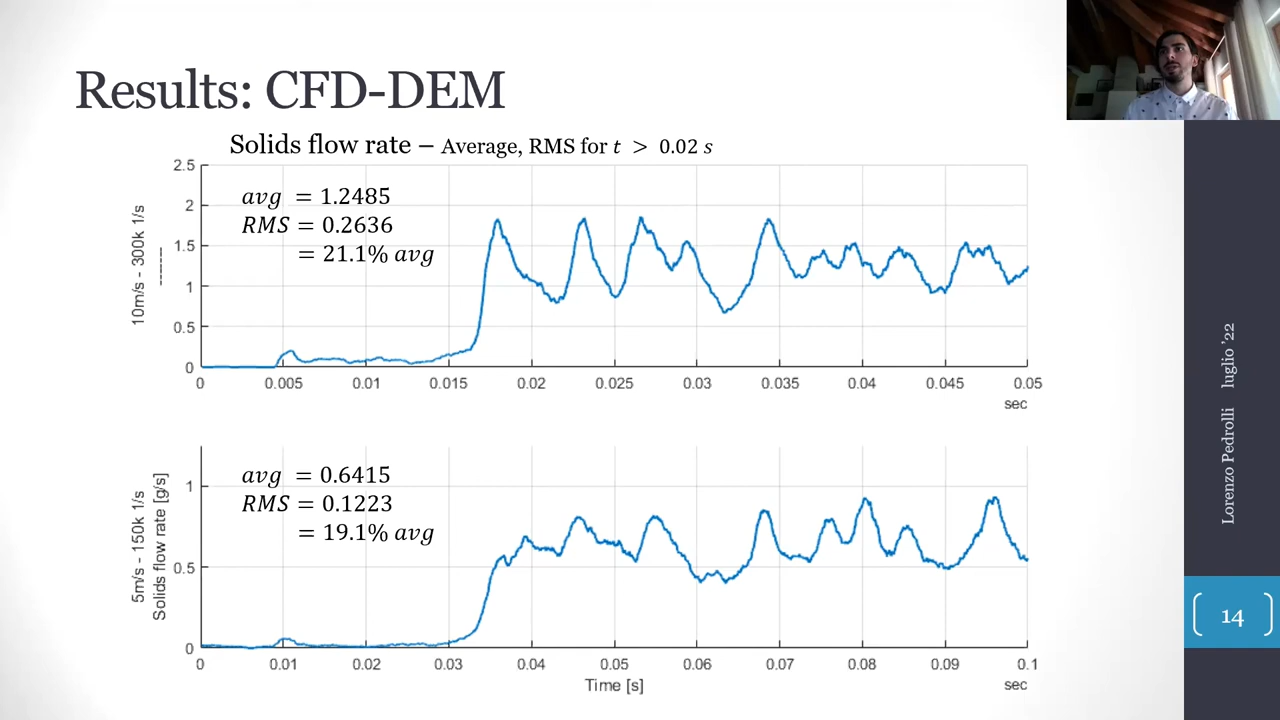 Results: CFD-DEM
Solids flow rate – Average, RMS for t > 0.02 s
10m/s - 300k 1/s
-------
2.5
2
1.5
1
0.5
0
avg = 1.2485
RMS = 0.2636
= 21.1% avg
0 0.005 0.01 0.015 0.02 0.025 0.03 0.035 0.04 0.045 0.05
sec
5m/s - 150k 1/s
Solids flow rate [g/s]
1
0.5
0
avg = 0.6415
RMS = 0.1223
= 19.1% avg
0 0.01 0.02 0.03 0.04 0.05 0.06 0.07 0.08 0.09 0.1
Time [s]
sec
Lorenzo Pedrolli luglio ’22
14